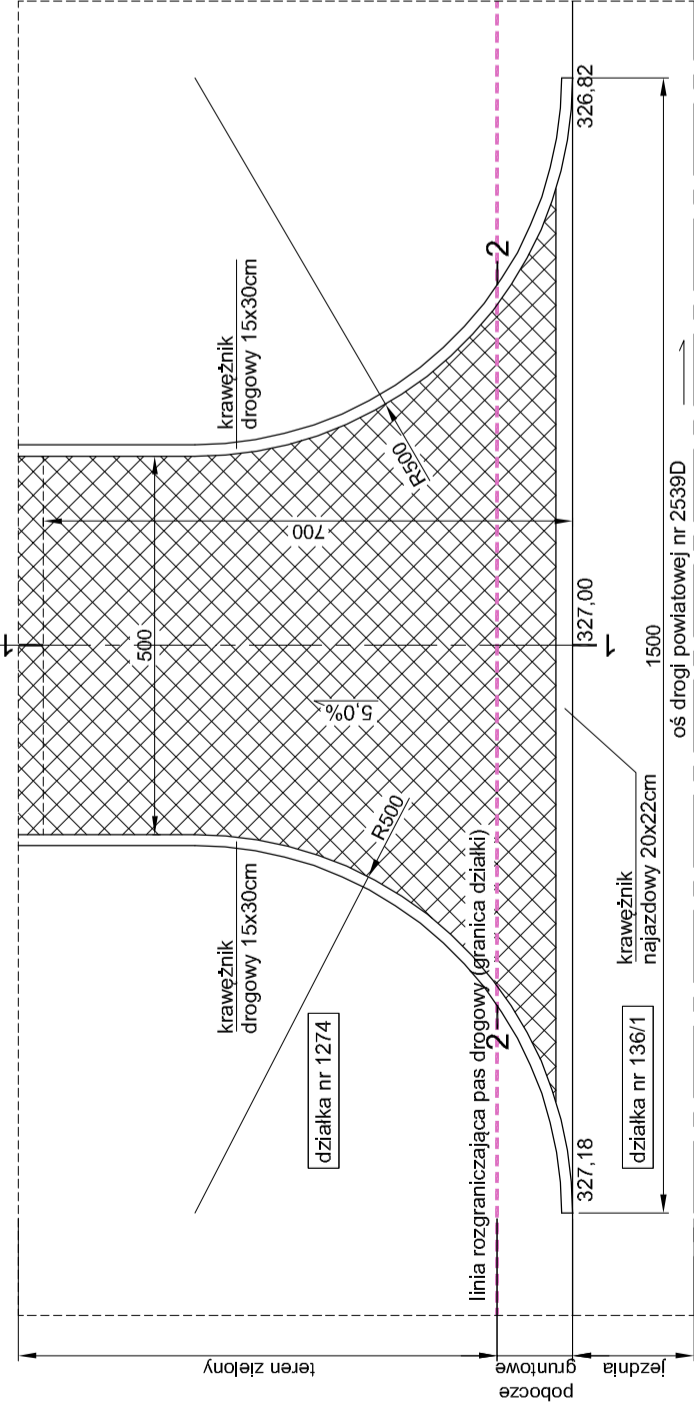 1
krawężnik
drogowy 15x30cm
krawężnik
drogowy 15x30cm
500
700
R500
R500
5,0%
działka nr 1274
linia rozgraniczająca pas drogowy (granica działki)
2
2
327,18
327,00
326,82
1
krawężnik
najazdowy 20x22cm
działka nr 136/1
1500
oś drogi powiatowej nr 2539D
teren zielony
pobocze
gruntowe
jezdnia